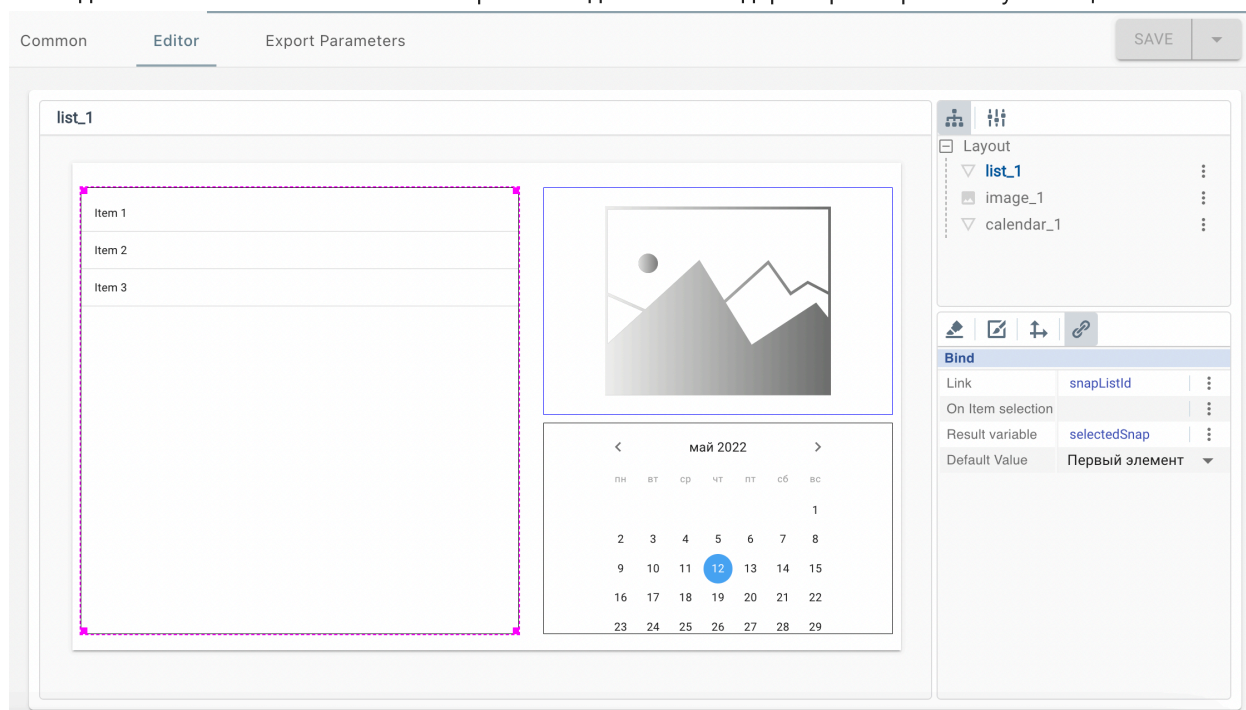 Common Editor Export Parameters SAVE
list_1
Item 1
Item 2
Item 3
май 2022
пн вт ср чт пт сб вс
1
2 3 4 5 6 7 8
9 10 11 12 13 14 15
16 17 18 19 20 21 22
23 24 25 26 27 28 29
Layout
list_1
image_1
calendar_1
Bind
Link snapListId
On Item selection
Result variable selectedSnap
Default Value Первый элемент